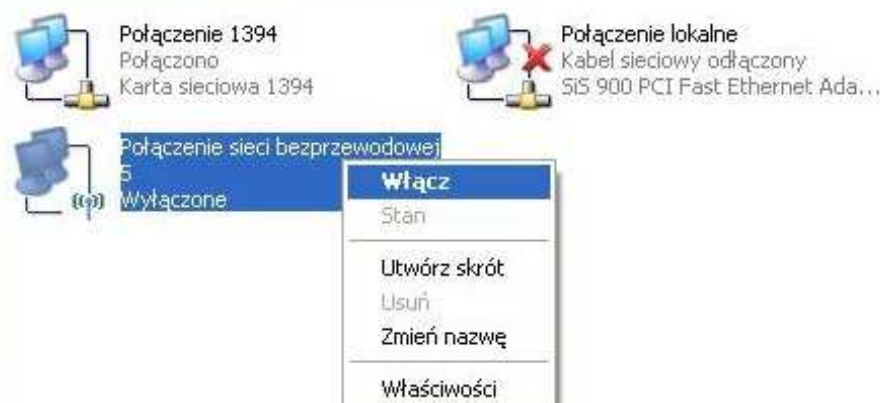 Połączenie 1394
Połączono
Karta sieciowa 1394
Połączenie lokalne
Kabel sieciowy odłączony
SiS 900 PCI Fast Ethernet Ada...
Połączenie sieci bezprzewodowej
5
Wyłączone
Włącz
Stan
Utwórz skrót
Usuń
Zmień nazwę
Właściwości